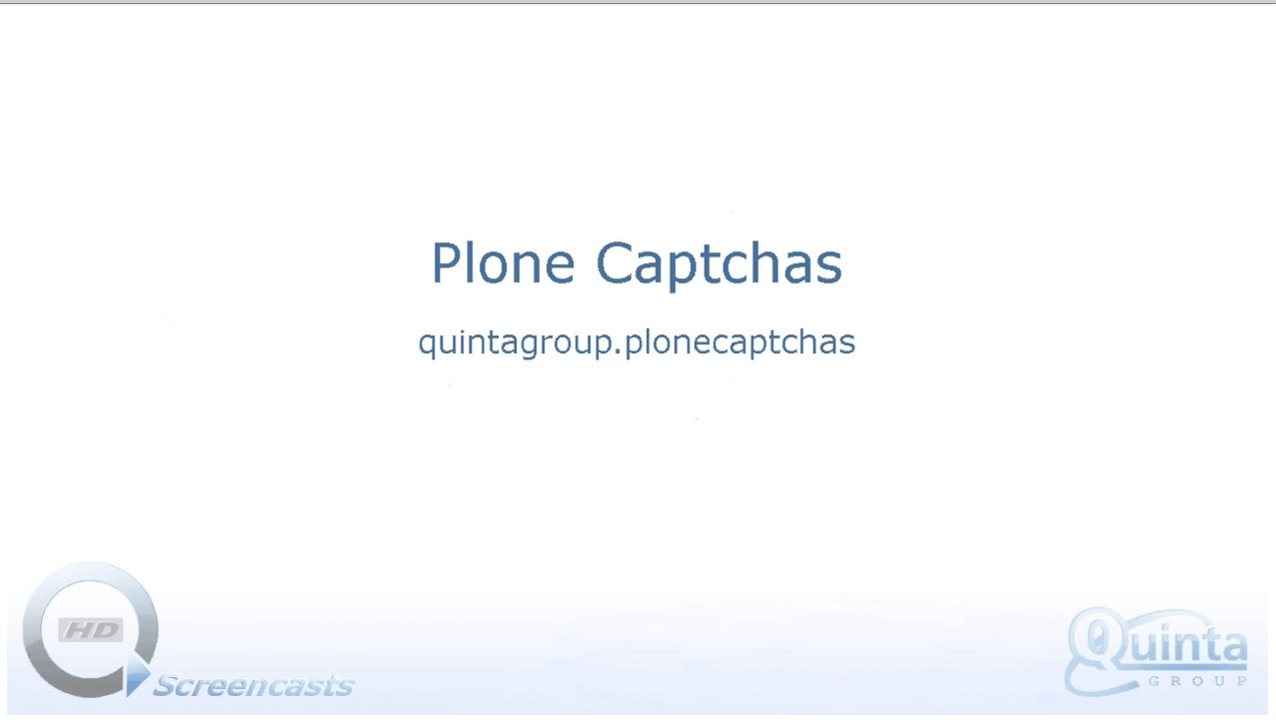 Plone Captchas
quintagroup.plonecaptchas
HD
Screencasts
Quinta
GROUP